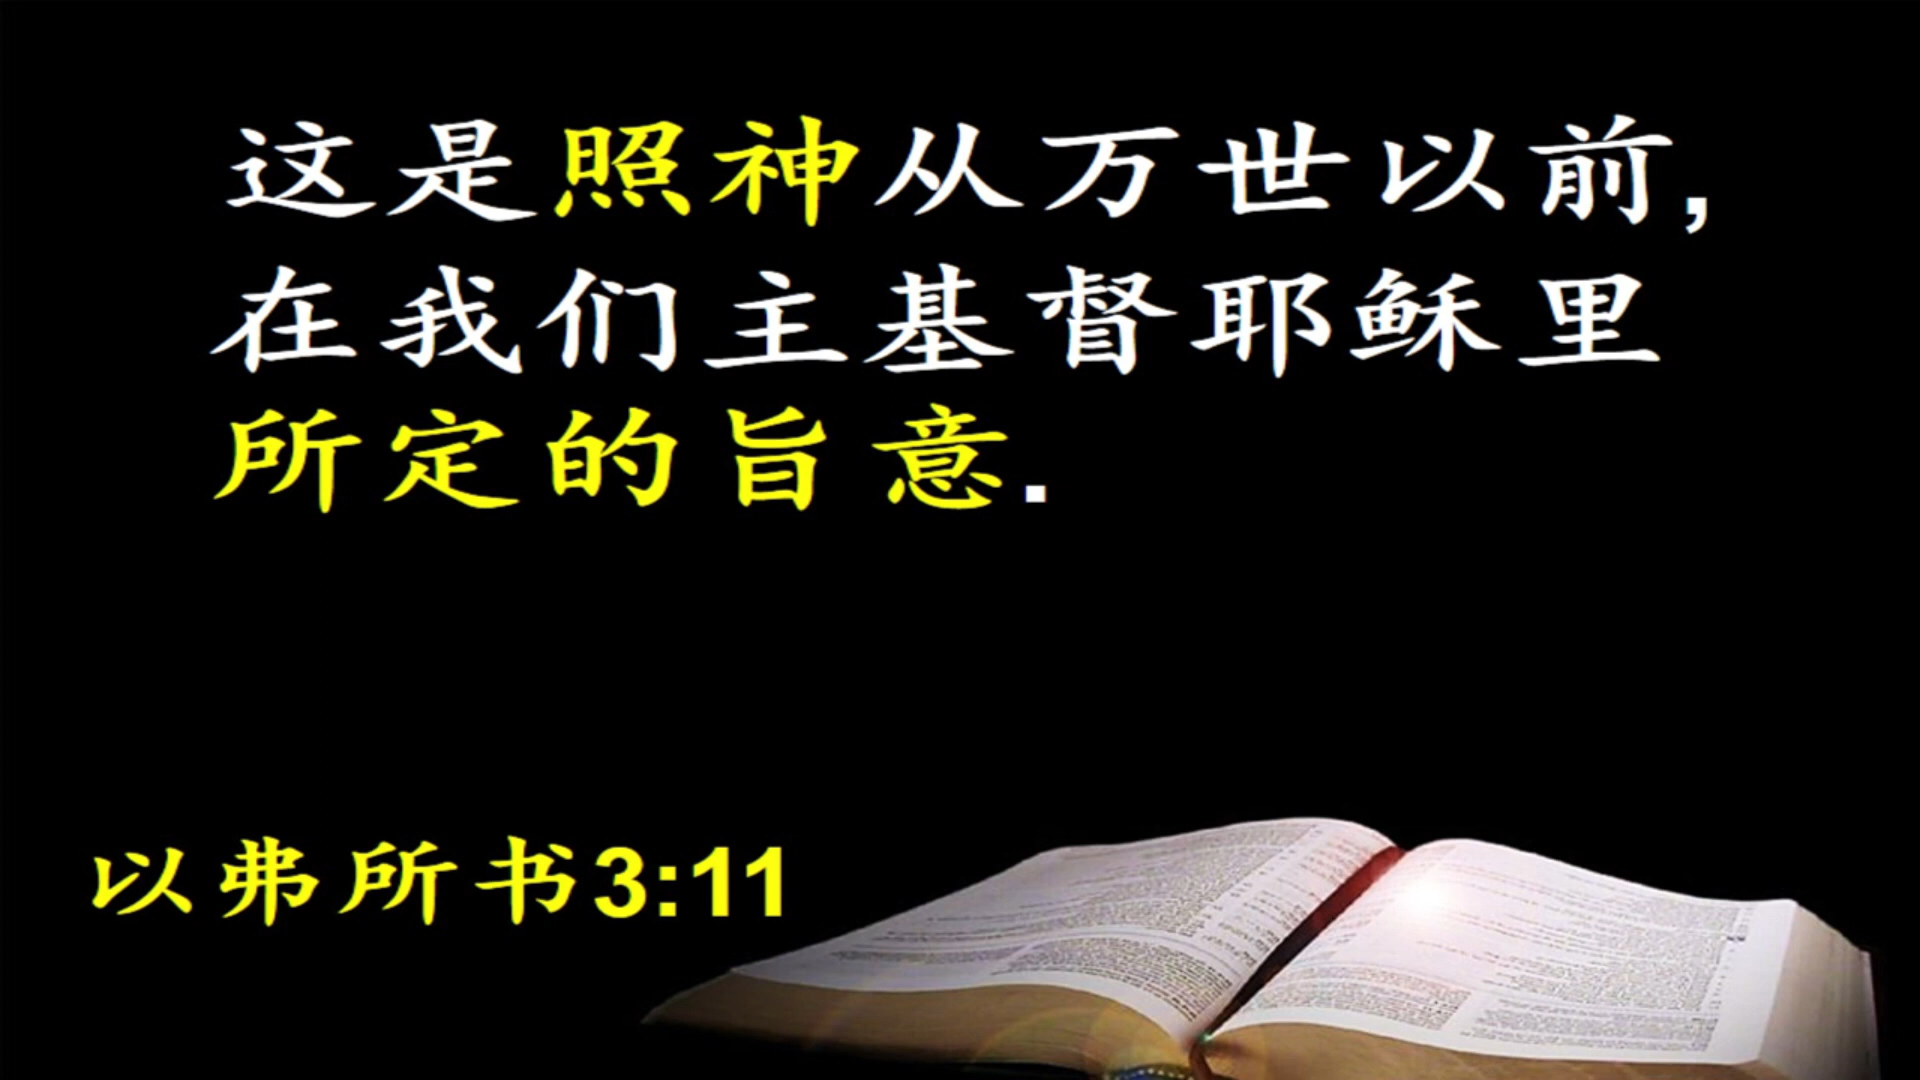 这是照神从万世以前,
在我们主基督耶稣里
所定的旨意.
以弗所书3:11